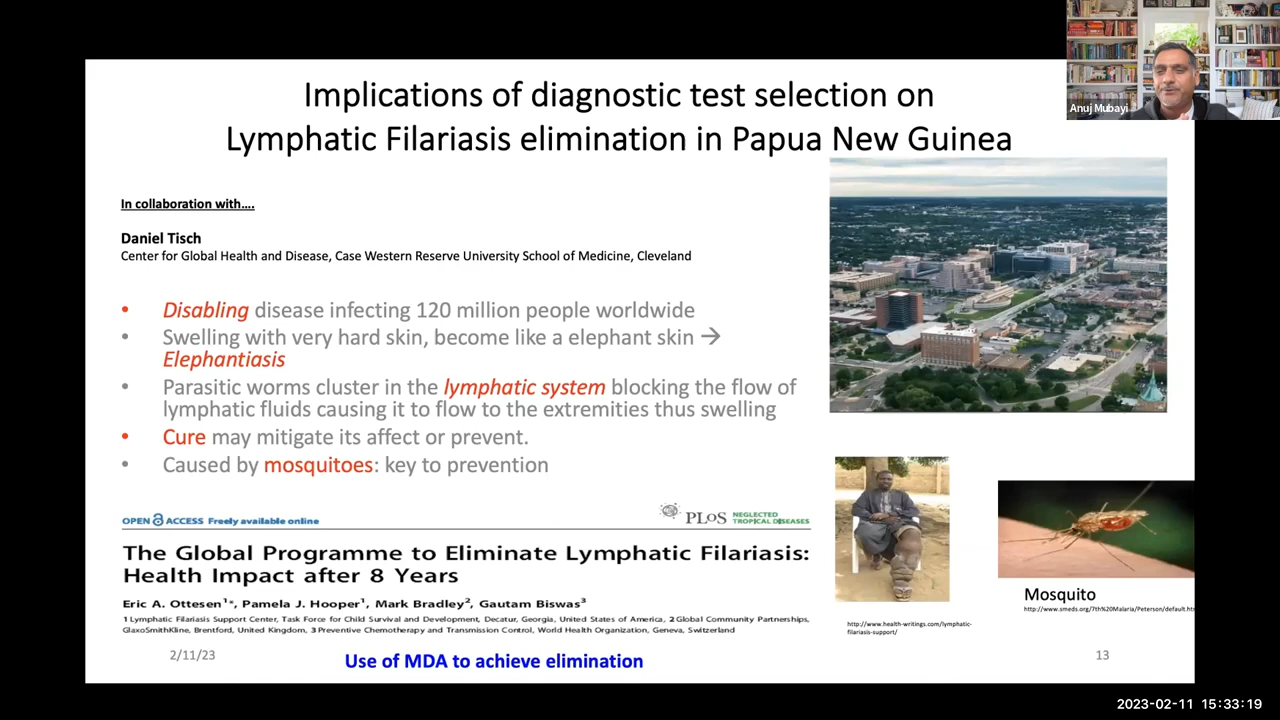 Implications of diagnostic test selection on
Lymphatic Filariasis elimination in Papua New Guinea
Anuj Mubayi
In collaboration with....
Daniel Tisch
Center for Global Health and Disease, Case Western Reserve University School of Medicine, Cleveland
• Disabling disease infecting 120 million people worldwide
• Swelling with very hard skin, become like a elephant skin →
Elephantiasis
• Parasitic worms cluster in the lymphatic system blocking the flow of
lymphatic fluids causing it to flow to the extremities thus swelling
• Cure may mitigate its affect or prevent.
• Caused by mosquitoes: key to prevention
OPEN ACCESS Freely available online
PLoS NEGLECTED
TROPICAL DISEASES
The Global Programme to Eliminate Lymphatic Filariasis:
Health Impact after 8 Years
Eric A. Ottesen1*, Pamela J. Hooper1, Mark Bradley2, Gautam Biswas3
1 Lymphatic Filariasis Support Center, Task Force for Child Survival and Development, Decatur, Georgia, United States of America, 2 Global Community Partnerships,
GlaxoSmithKline, Brentford, United Kingdom, 3 Preventive Chemotherapy and Transmission Control, World Health Organization, Geneva, Switzerland
Mosquito
http://www.smeds.org/7th%20Malaria/Peterson/default.ht
http://www.health-writings.com/lymphatic-
filariasis-support/
2/11/23
Use of MDA to achieve elimination
13
2023-02-11 15:33:19